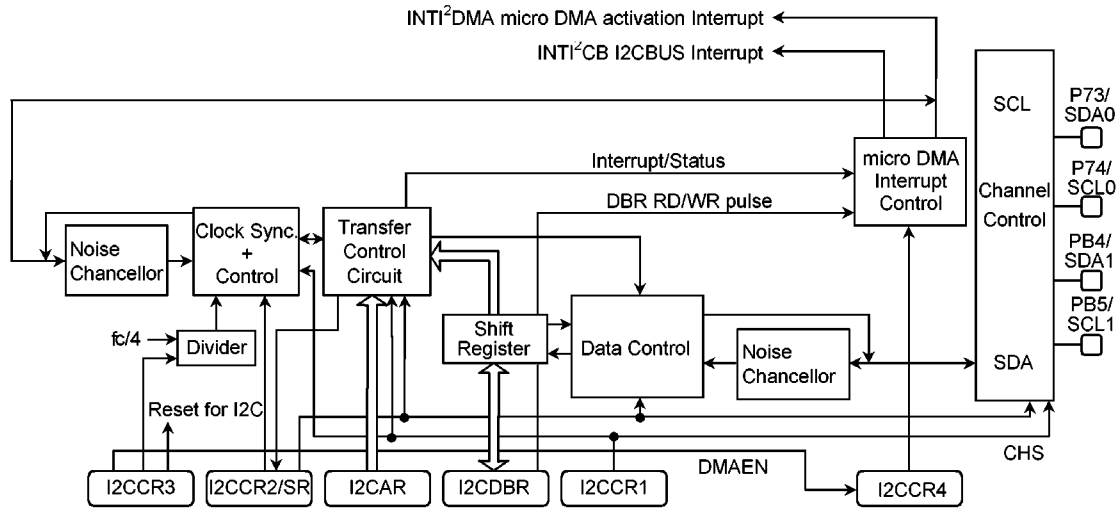 INTI²DMA micro DMA activation Interrupt
INTI²CB I2CBUS Interrupt
SCL
P73/
SDA0
Interrupt/Status
micro DMA
Interrupt
Control
P74/
SCL0
Channel
Control
DBR RD/WR pulse
Noise
Chancellor
Clock Sync.
+
Control
Transfer
Control
Circuit
PB4/
SDA1
PB5/
SCL1
fc/4
Divider
Shift
Register
Data Control
Noise
Chancellor
SDA
Reset for I2C
CHS
DMAEN
I2CCR3
I2CCR2/SR
I2CAR
I2CDBR
I2CCR1
I2CCR4